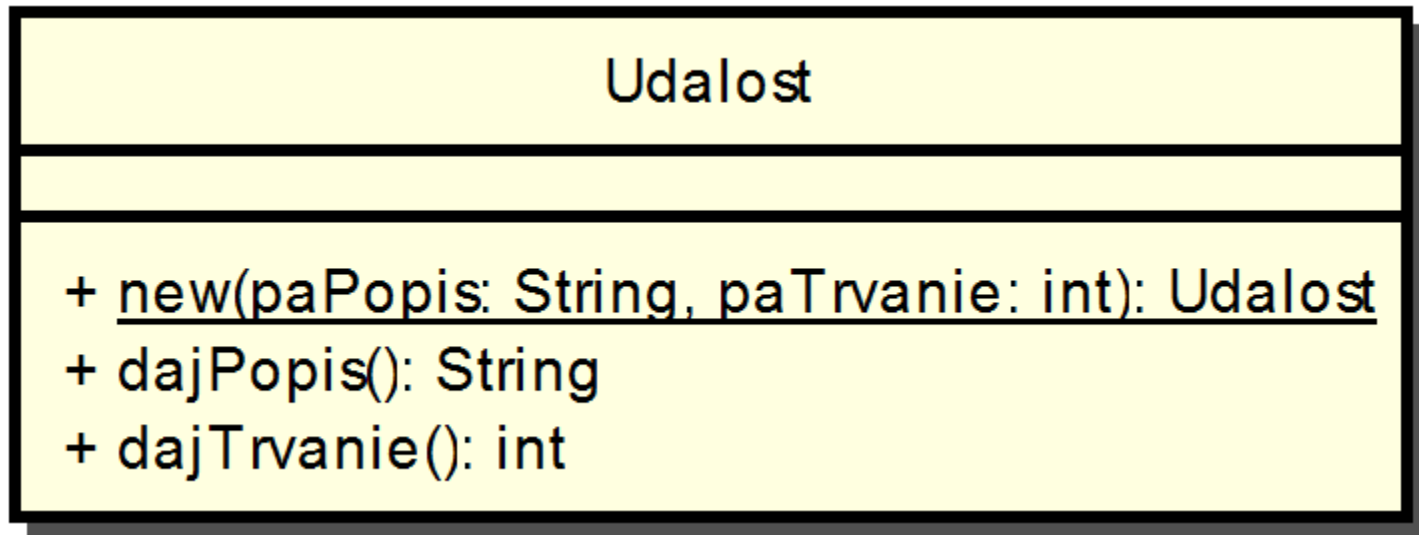 Udalost
+ new(paPopis: String, paTrvanie: int): Udalost
+ dajPopis(): String
+ dajTrvanie(): int